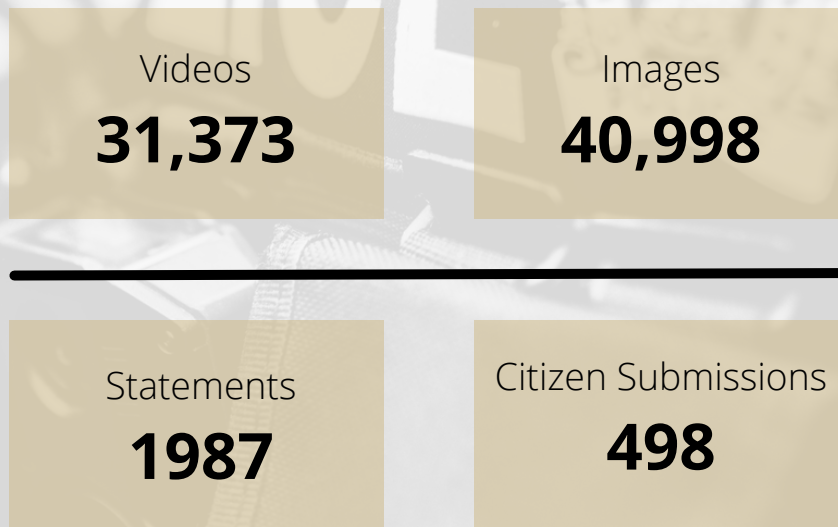 Videos
31,373
Images
40,998
Statements
1987
Citizen Submissions
498